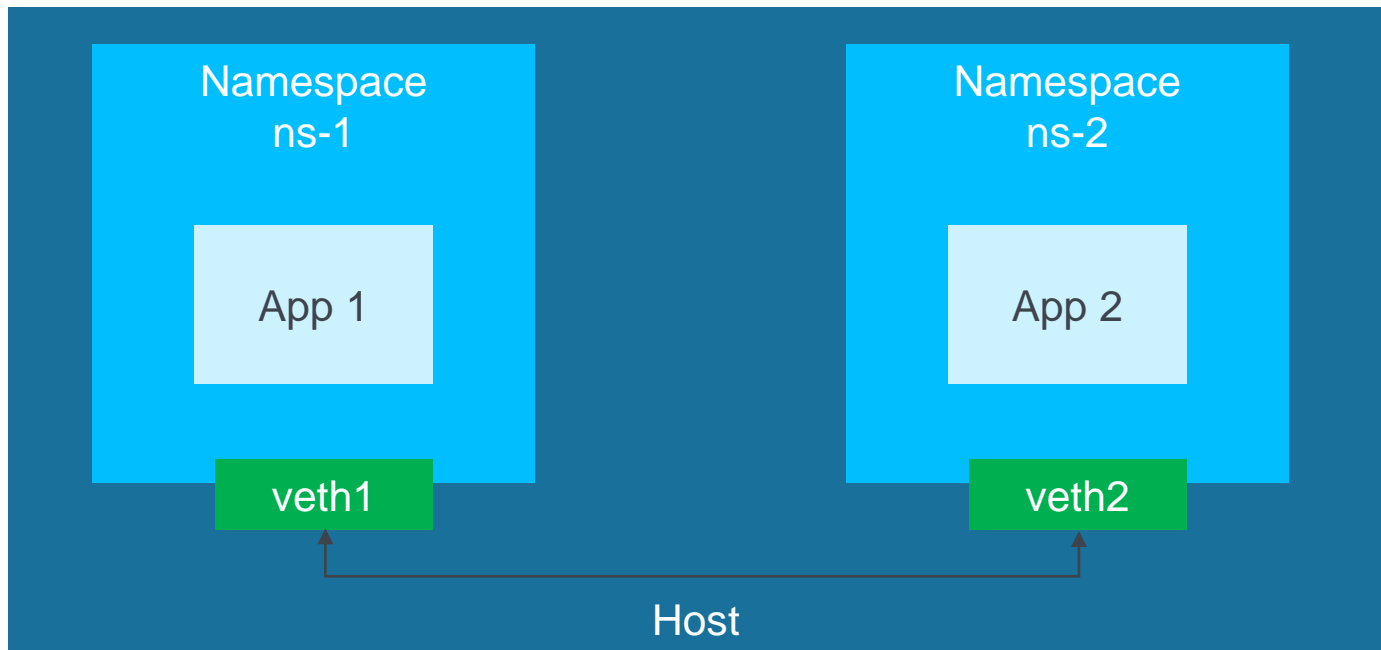 Namespace
ns-1
Namespace
ns-2
App 1
App 2
veth1
veth2
Host